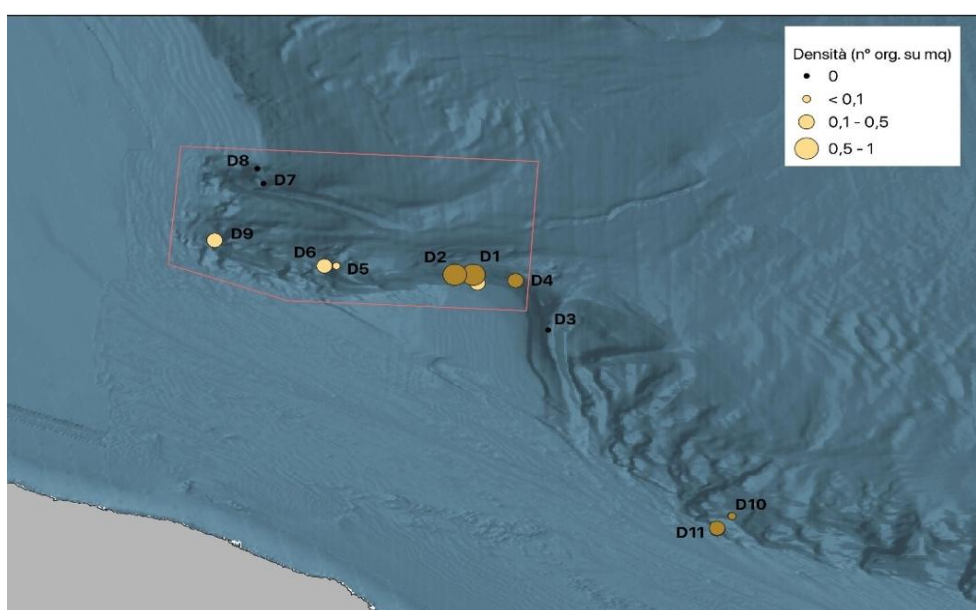 Densità (n° org. su mq)
0
< 0,1
0,1 - 0,5
0,5 - 1
D8
D7
D9
D6
D5
D2
D1
D4
D3
D10
D11